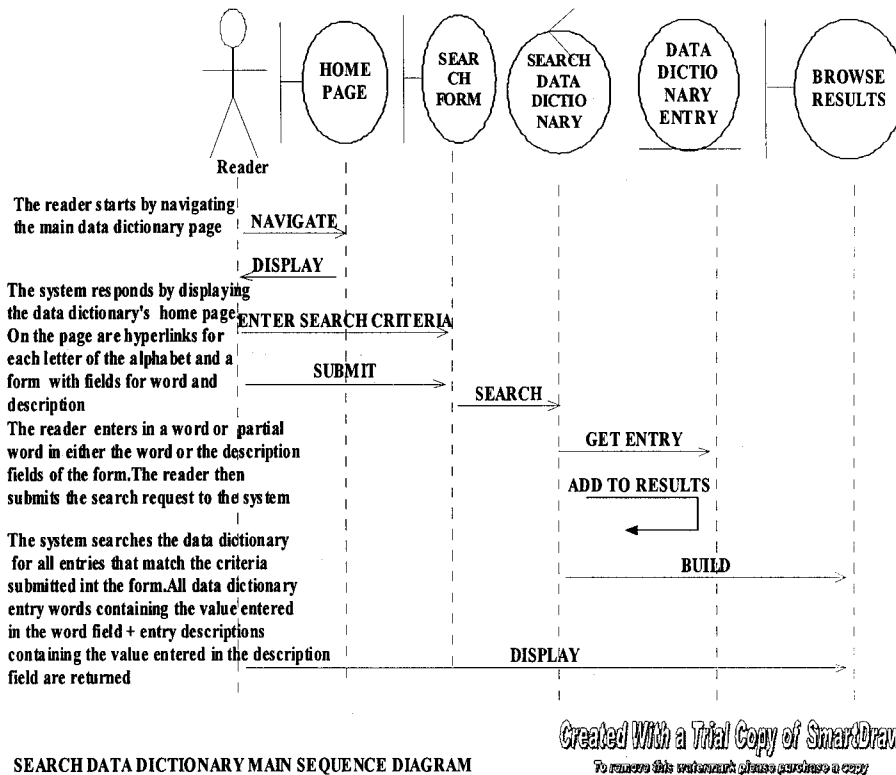 HOME
PAGE
SEAR
CH
FORM
SEARCH
DATA
DICTIO
NARY
DATA
DICTIO
NARY
ENTRY
BROWSE
RESULTS
Reader
The reader starts by navigating
the main data dictionary page
NAVIGATE
DISPLAY
The system responds by displaying
the data dictionary's home page.
On the page are hyperlinks for
each letter of the alphabet and a
form with fields for word and
description
ENTER SEARCH CRITERIA
SUBMIT
SEARCH
The reader enters in a word or partial
word in either the word or the description
fields of the form.The reader then
submits the search request to the system
GET ENTRY
ADD TO RESULTS
The system searches the data dictionary
for all entries that match the criteria
submitted int the form.All data dictionary
entry words containing the value entered
in the word field + entry descriptions
containing the value entered in the description
field are returned
BUILD
DISPLAY
Created With a Trial Copy of SmartDraw
To remove this watermark please purchase a copy
SEARCH DATA DICTIONARY MAIN SEQUENCE DIAGRAM